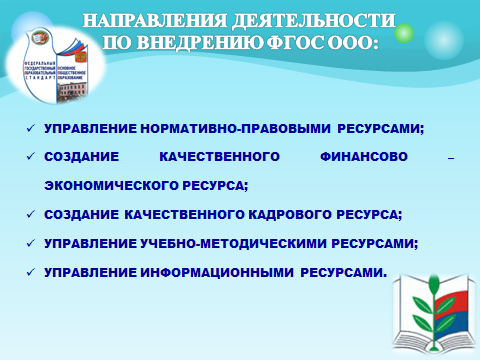 НАПРАВЛЕНИЯ ДЕЯТЕЛЬНОСТИ
ПО ВНЕДРЕНИЮ ФГОС ООО:
ФЕДЕРАЛЬНЫЙ
ГОСУДАРСТВЕННЫЙ
ОБРАЗОВАТЕЛЬНЫЙ
СТАНДАРТ
ОСНОВНОЕ
ОБЩЕЕ
ОБРАЗОВАНИЕ
✓ УПРАВЛЕНИЕ НОРМАТИВНО-ПРАВОВЫМИ РЕСУРСАМИ;
✓ СОЗДАНИЕ КАЧЕСТВЕННОГО ФИНАНСОВО –
ЭКОНОМИЧЕСКОГО РЕСУРСА;
✓ СОЗДАНИЕ КАЧЕСТВЕННОГО КАДРОВОГО РЕСУРСА;
✓ УПРАВЛЕНИЕ УЧЕБНО-МЕТОДИЧЕСКИМИ РЕСУРСАМИ;
✓ УПРАВЛЕНИЕ ИНФОРМАЦИОННЫМИ РЕСУРСАМИ.